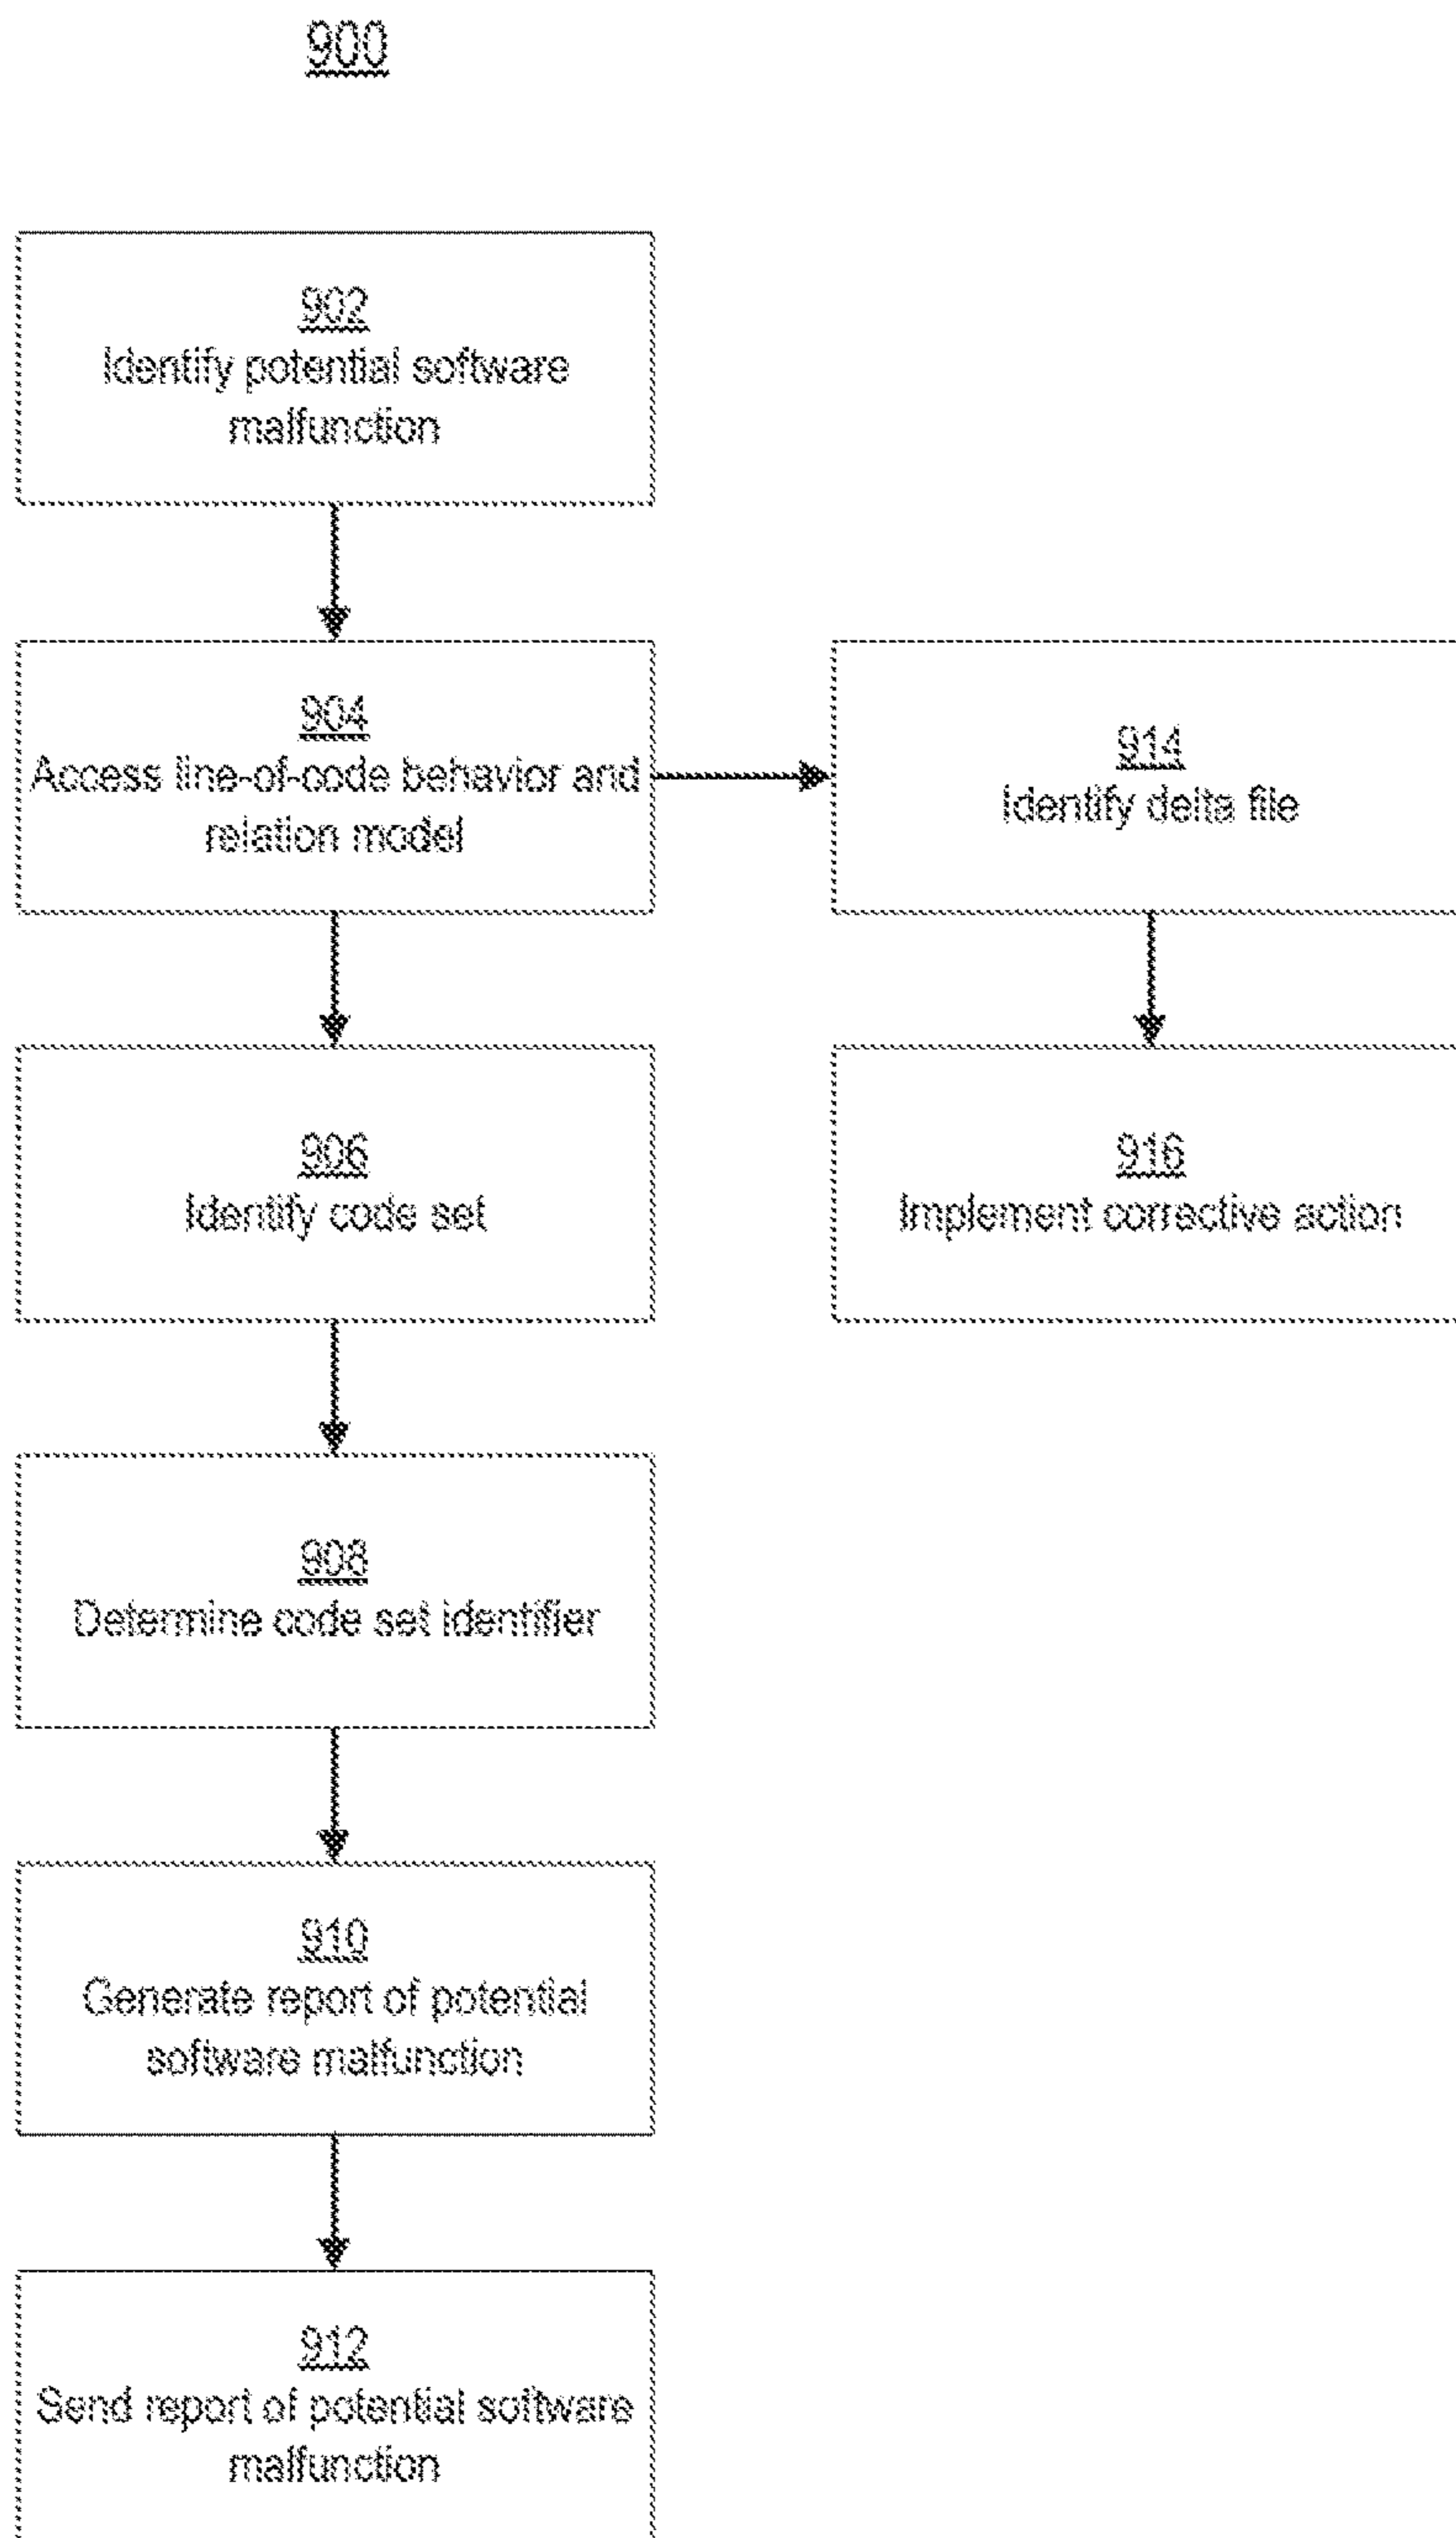 900
902
Identify potential software
malfunction
904
Access line-of-code behavior and
relation model
914
Identify delta file
906
Identify code set
916
Implement corrective action
908
Determine code set identifier
910
Generate report of potential
software malfunction
912
Send report of potential software
malfunction